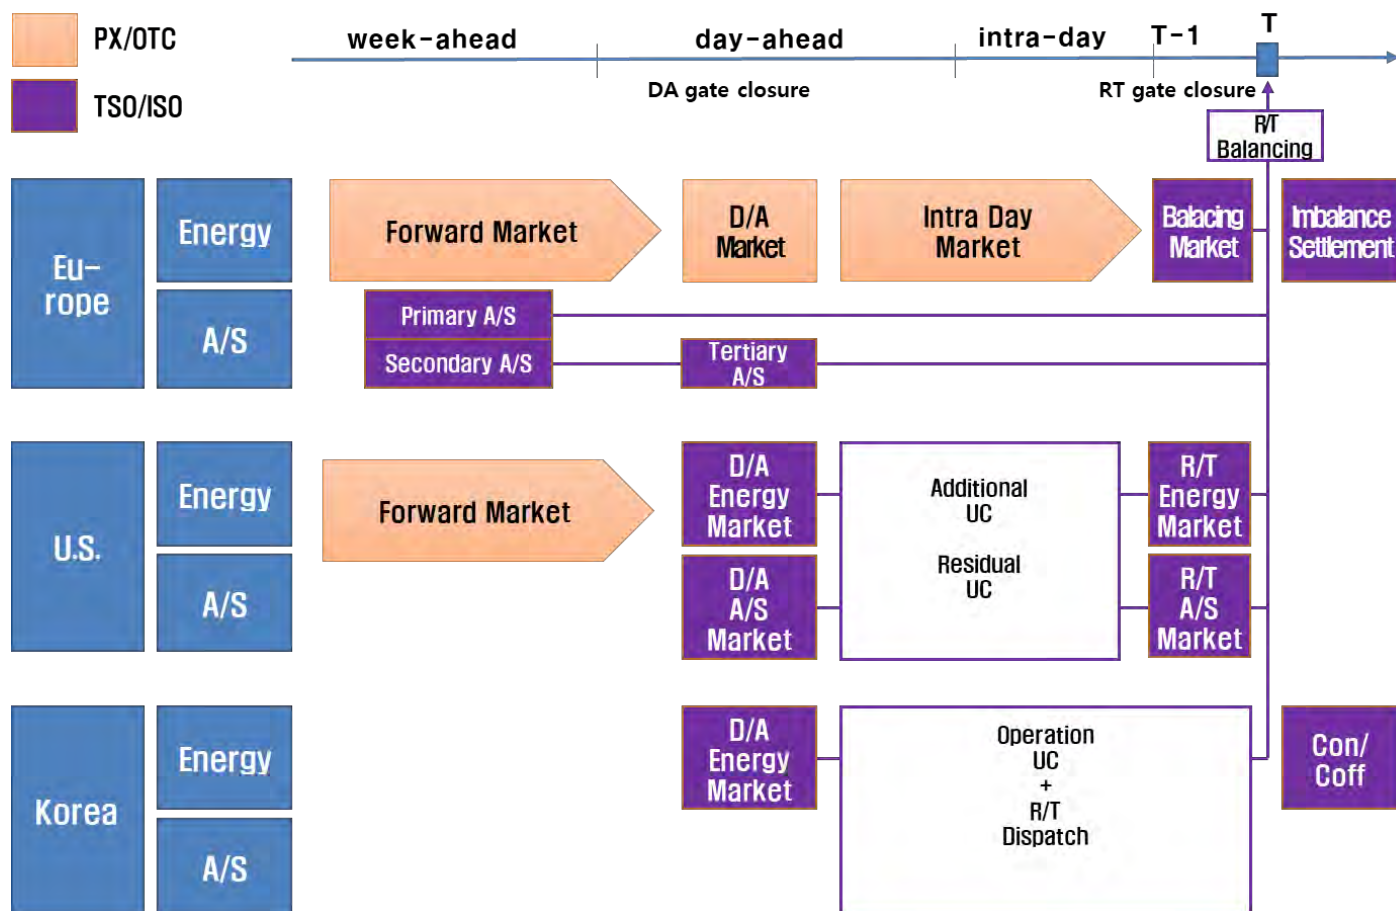 PX/OTC
TSO/ISO
week-ahead
day-ahead
intra-day
T-1
T
DA gate closure
RT gate closure
R/T
Balancing
Eu-
rope
Energy
A/S
Forward Market
D/A
Market
Intra Day
Market
Balacing
Market
Imbalance
Settlement
Primary A/S
Secondary A/S
Tertiary
A/S
U.S.
Energy
A/S
Forward Market
D/A
Energy
Market
D/A
A/S
Market
Additional
UC
Residual
UC
R/T
Energy
Market
R/T
A/S
Market
Korea
Energy
A/S
D/A
Energy
Market
Operation
UC
+
R/T
Dispatch
Con/
Coff